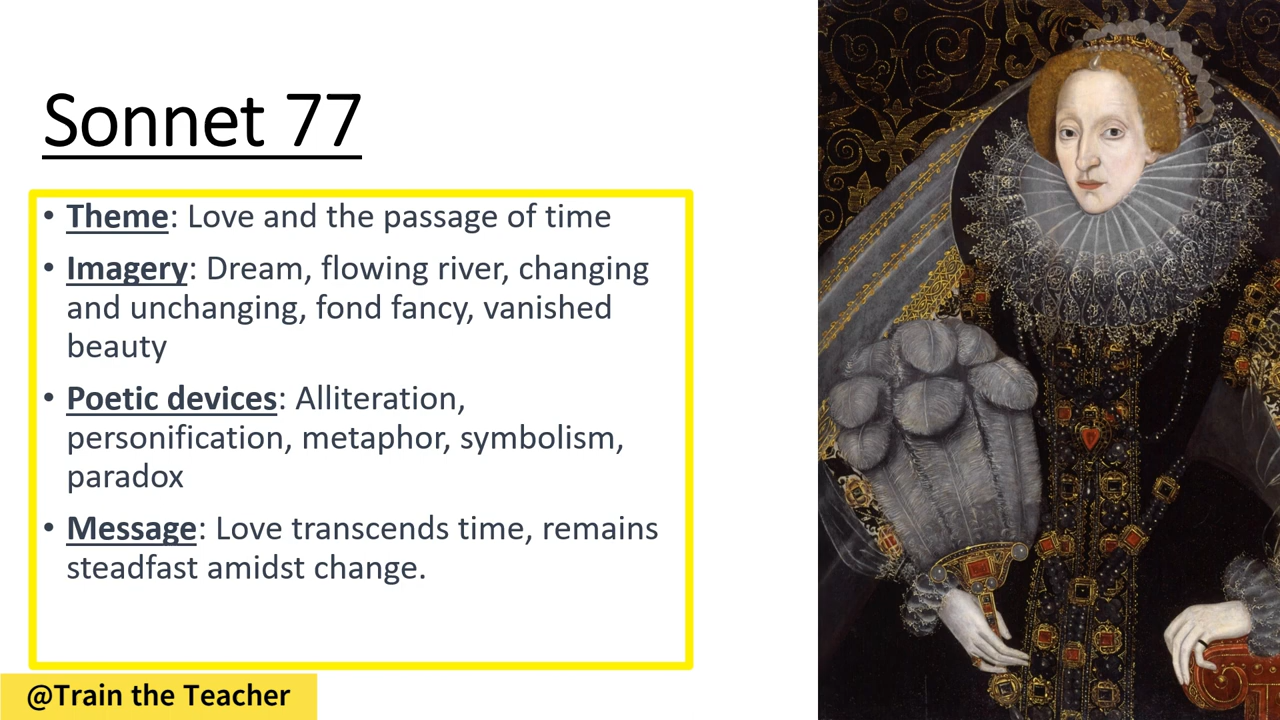 Sonnet 77
• Theme: Love and the passage of time
• Imagery: Dream, flowing river, changing
and unchanging, fond fancy, vanished
beauty
• Poetic devices: Alliteration,
personification, metaphor, symbolism,
paradox
• Message: Love transcends time, remains
steadfast amidst change.
@Train the Teacher